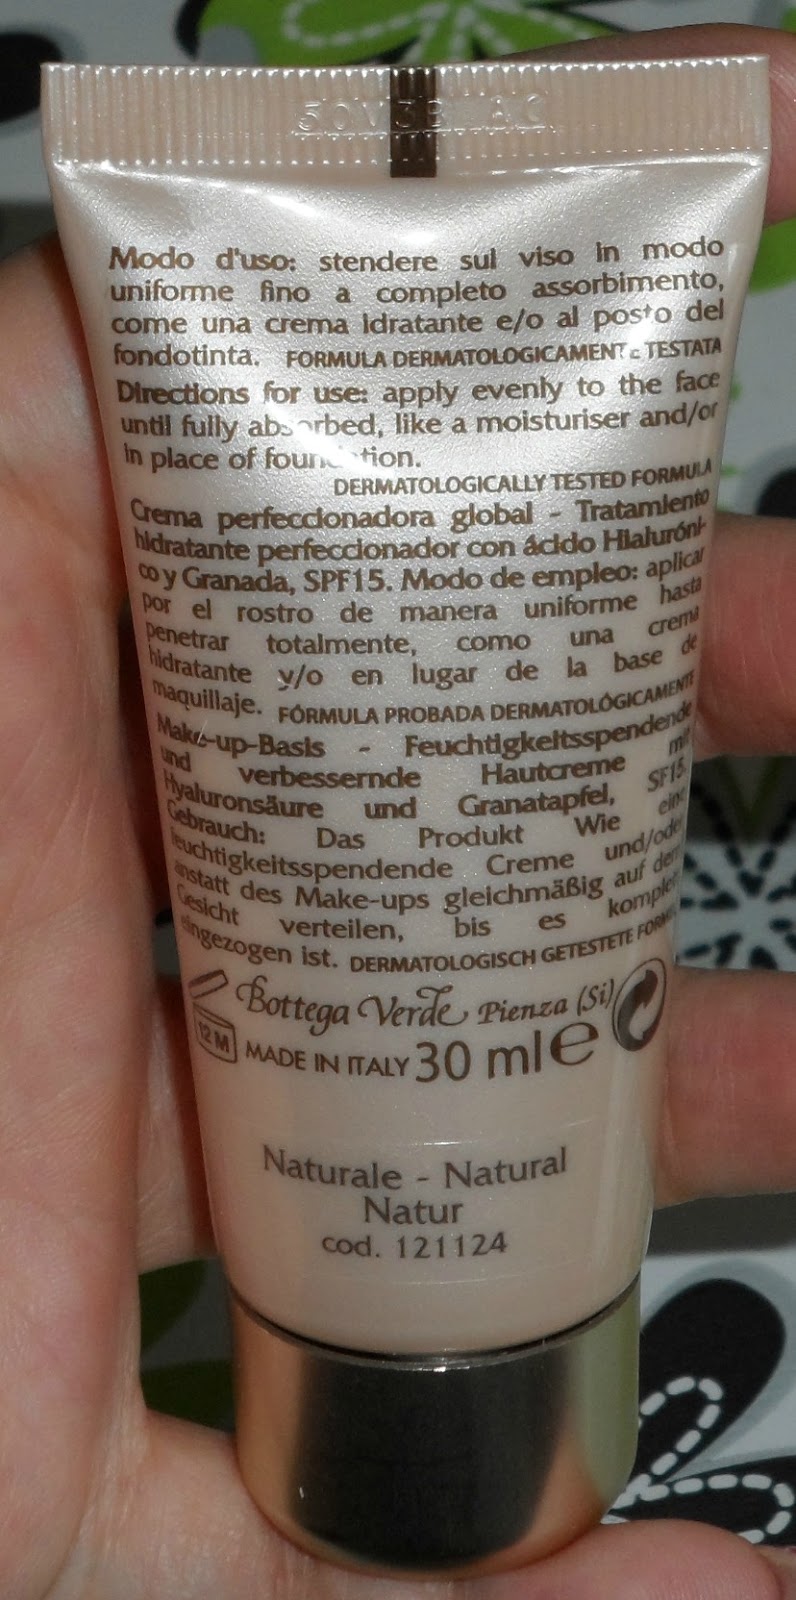 Modo d'uso: stendere sul viso in modo
uniforme fino a completo assorbimento,
come una crema idratante e/o al posto del
fondotinta. FORMULA DERMATOLOGICAMENTE TESTATA
Directions for use: apply evenly to the face
until fully absorbed, like a moisturiser and/or
in place of foundation.
DERMATOLOGICALLY TESTED FORMULA
Crema perfeccionadora global - Tratamiento
hidratante perfeccionador con ácido Hialuróni-
co y Granada, SPF15. Modo de empleo: aplicar
por el rostro de manera uniforme hasta
penetrar totalmente, como una crema
hidratante y/o en lugar de la base de
maquillaje. FÓRMULA PROBADA DERMATOLÓGICAMENTE
Make-up-Basis - Feuchtigkeitsspendende
und verbessernde Hautcreme mit
Hyaluronsäure und Granatapfel, SF15.
Gebrauch: Das Produkt Wie eine
feuchtigkeitsspendende Creme und/oder
anstatt des Make-ups gleichmäßig auf dem
Gesicht verteilen, bis es komplett
eingezogen ist. DERMATOLOGISCH GETESTETE FORMEL
Bottega Verde Pienza (Si)
12 M MADE IN ITALY 30 ml e
Naturale - Natural
Natur
cod. 121124